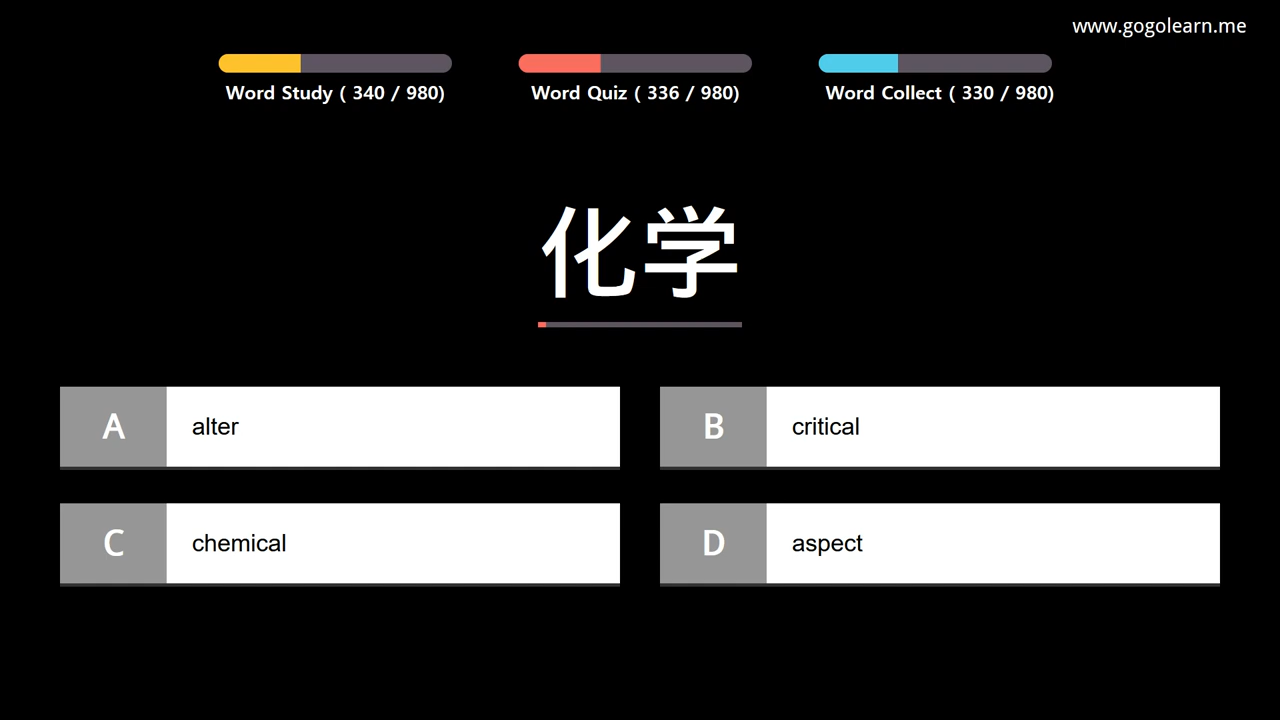 www.gogolearn.me
Word Study ( 340 / 980)
Word Quiz ( 336 / 980)
Word Collect ( 330 / 980)
化学
A alter
B critical
C chemical
D aspect